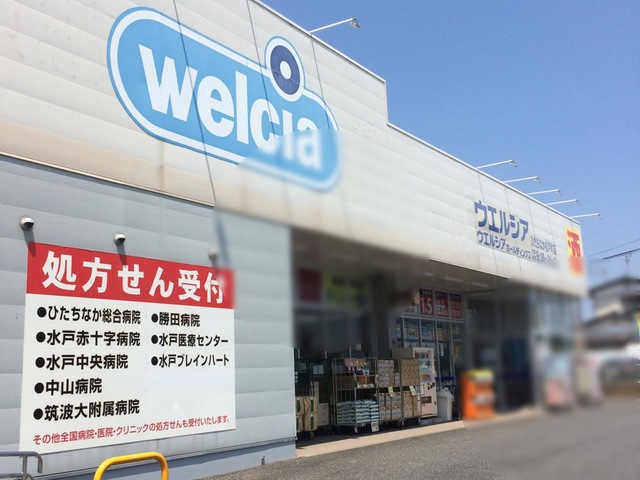 welcia
ウエルシア
処方せん受付
●ひたちなか総合病院
●水戸赤十字病院
●水戸中央病院
●中山病院
●筑波大附属病院
●勝田病院
●水戸医療センター
●水戸ブレインハート
その他全国病院・医院・クリニックの処方せんも受付いたします。